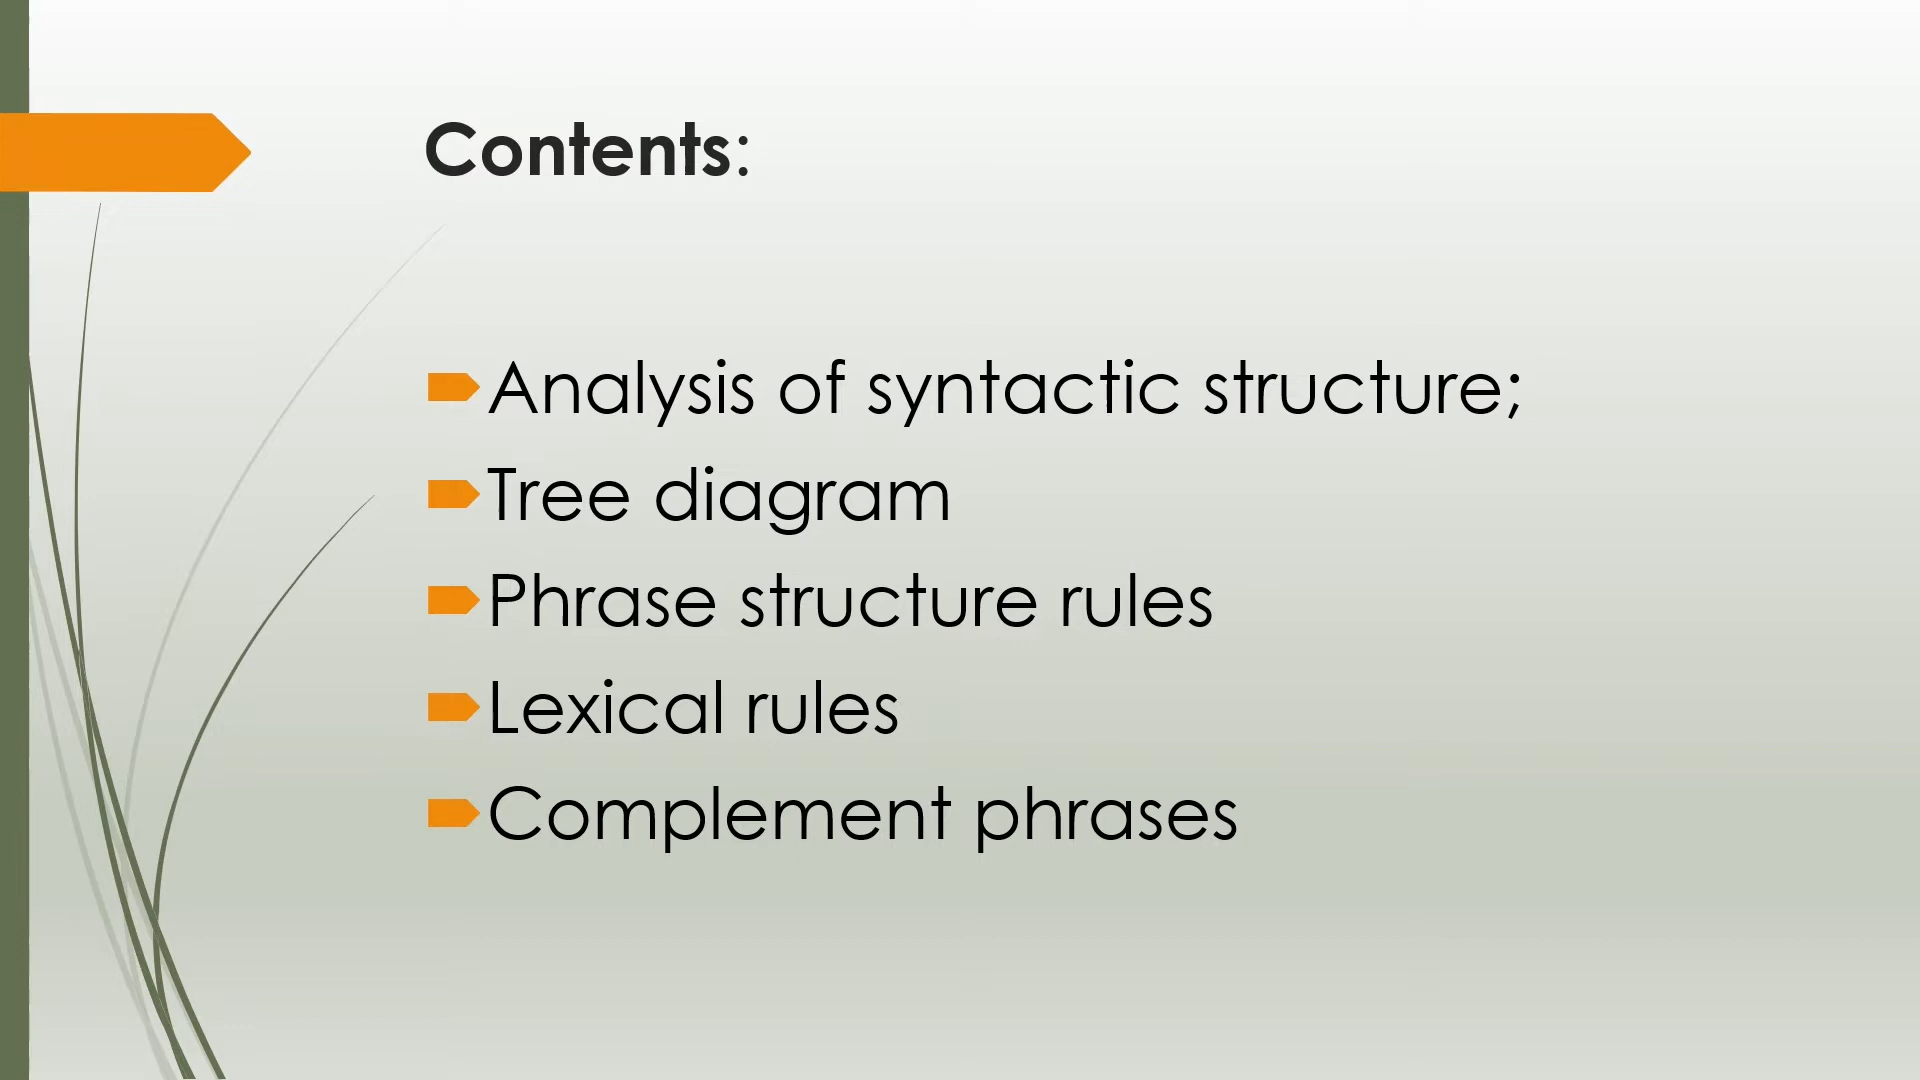 Contents:
Analysis of syntactic structure;
Tree diagram
Phrase structure rules
Lexical rules
Complement phrases